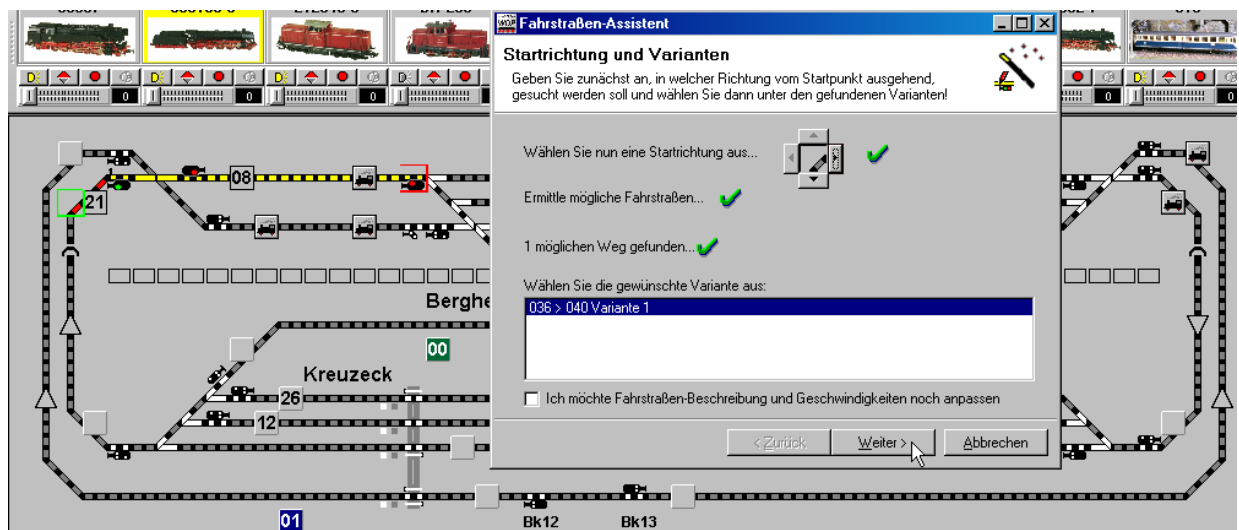 WDP Fahrstraßen-Assistent
Startrichtung und Varianten
Geben Sie zunächst an, in welcher Richtung vom Startpunkt ausgehend,
gesucht werden soll und wählen Sie dann unter den gefundenen Varianten!
0
0
0
0
0
Wählen Sie nun eine Startrichtung aus...
Ermittle mögliche Fahrstraßen...
1 möglichen Weg gefunden...
Wählen Sie die gewünschte Variante aus:
036 > 040 Variante 1
Ich möchte Fahrstraßen-Beschreibung und Geschwindigkeiten noch anpassen
< Zurück
Weiter >
Abbrechen
1
08
21
Berghe
00
Kreuzeck
26
12
01
Bk12
Bk13